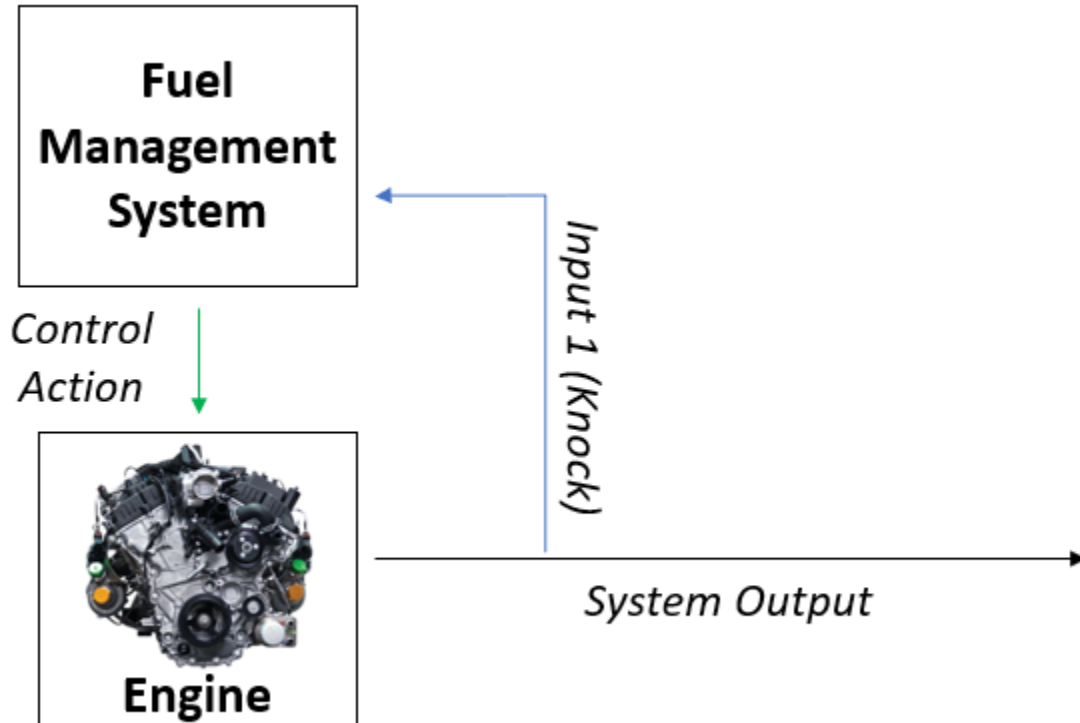 Fuel
Management
System
Control
Action
Input 1 (Knock)
System Output
Engine